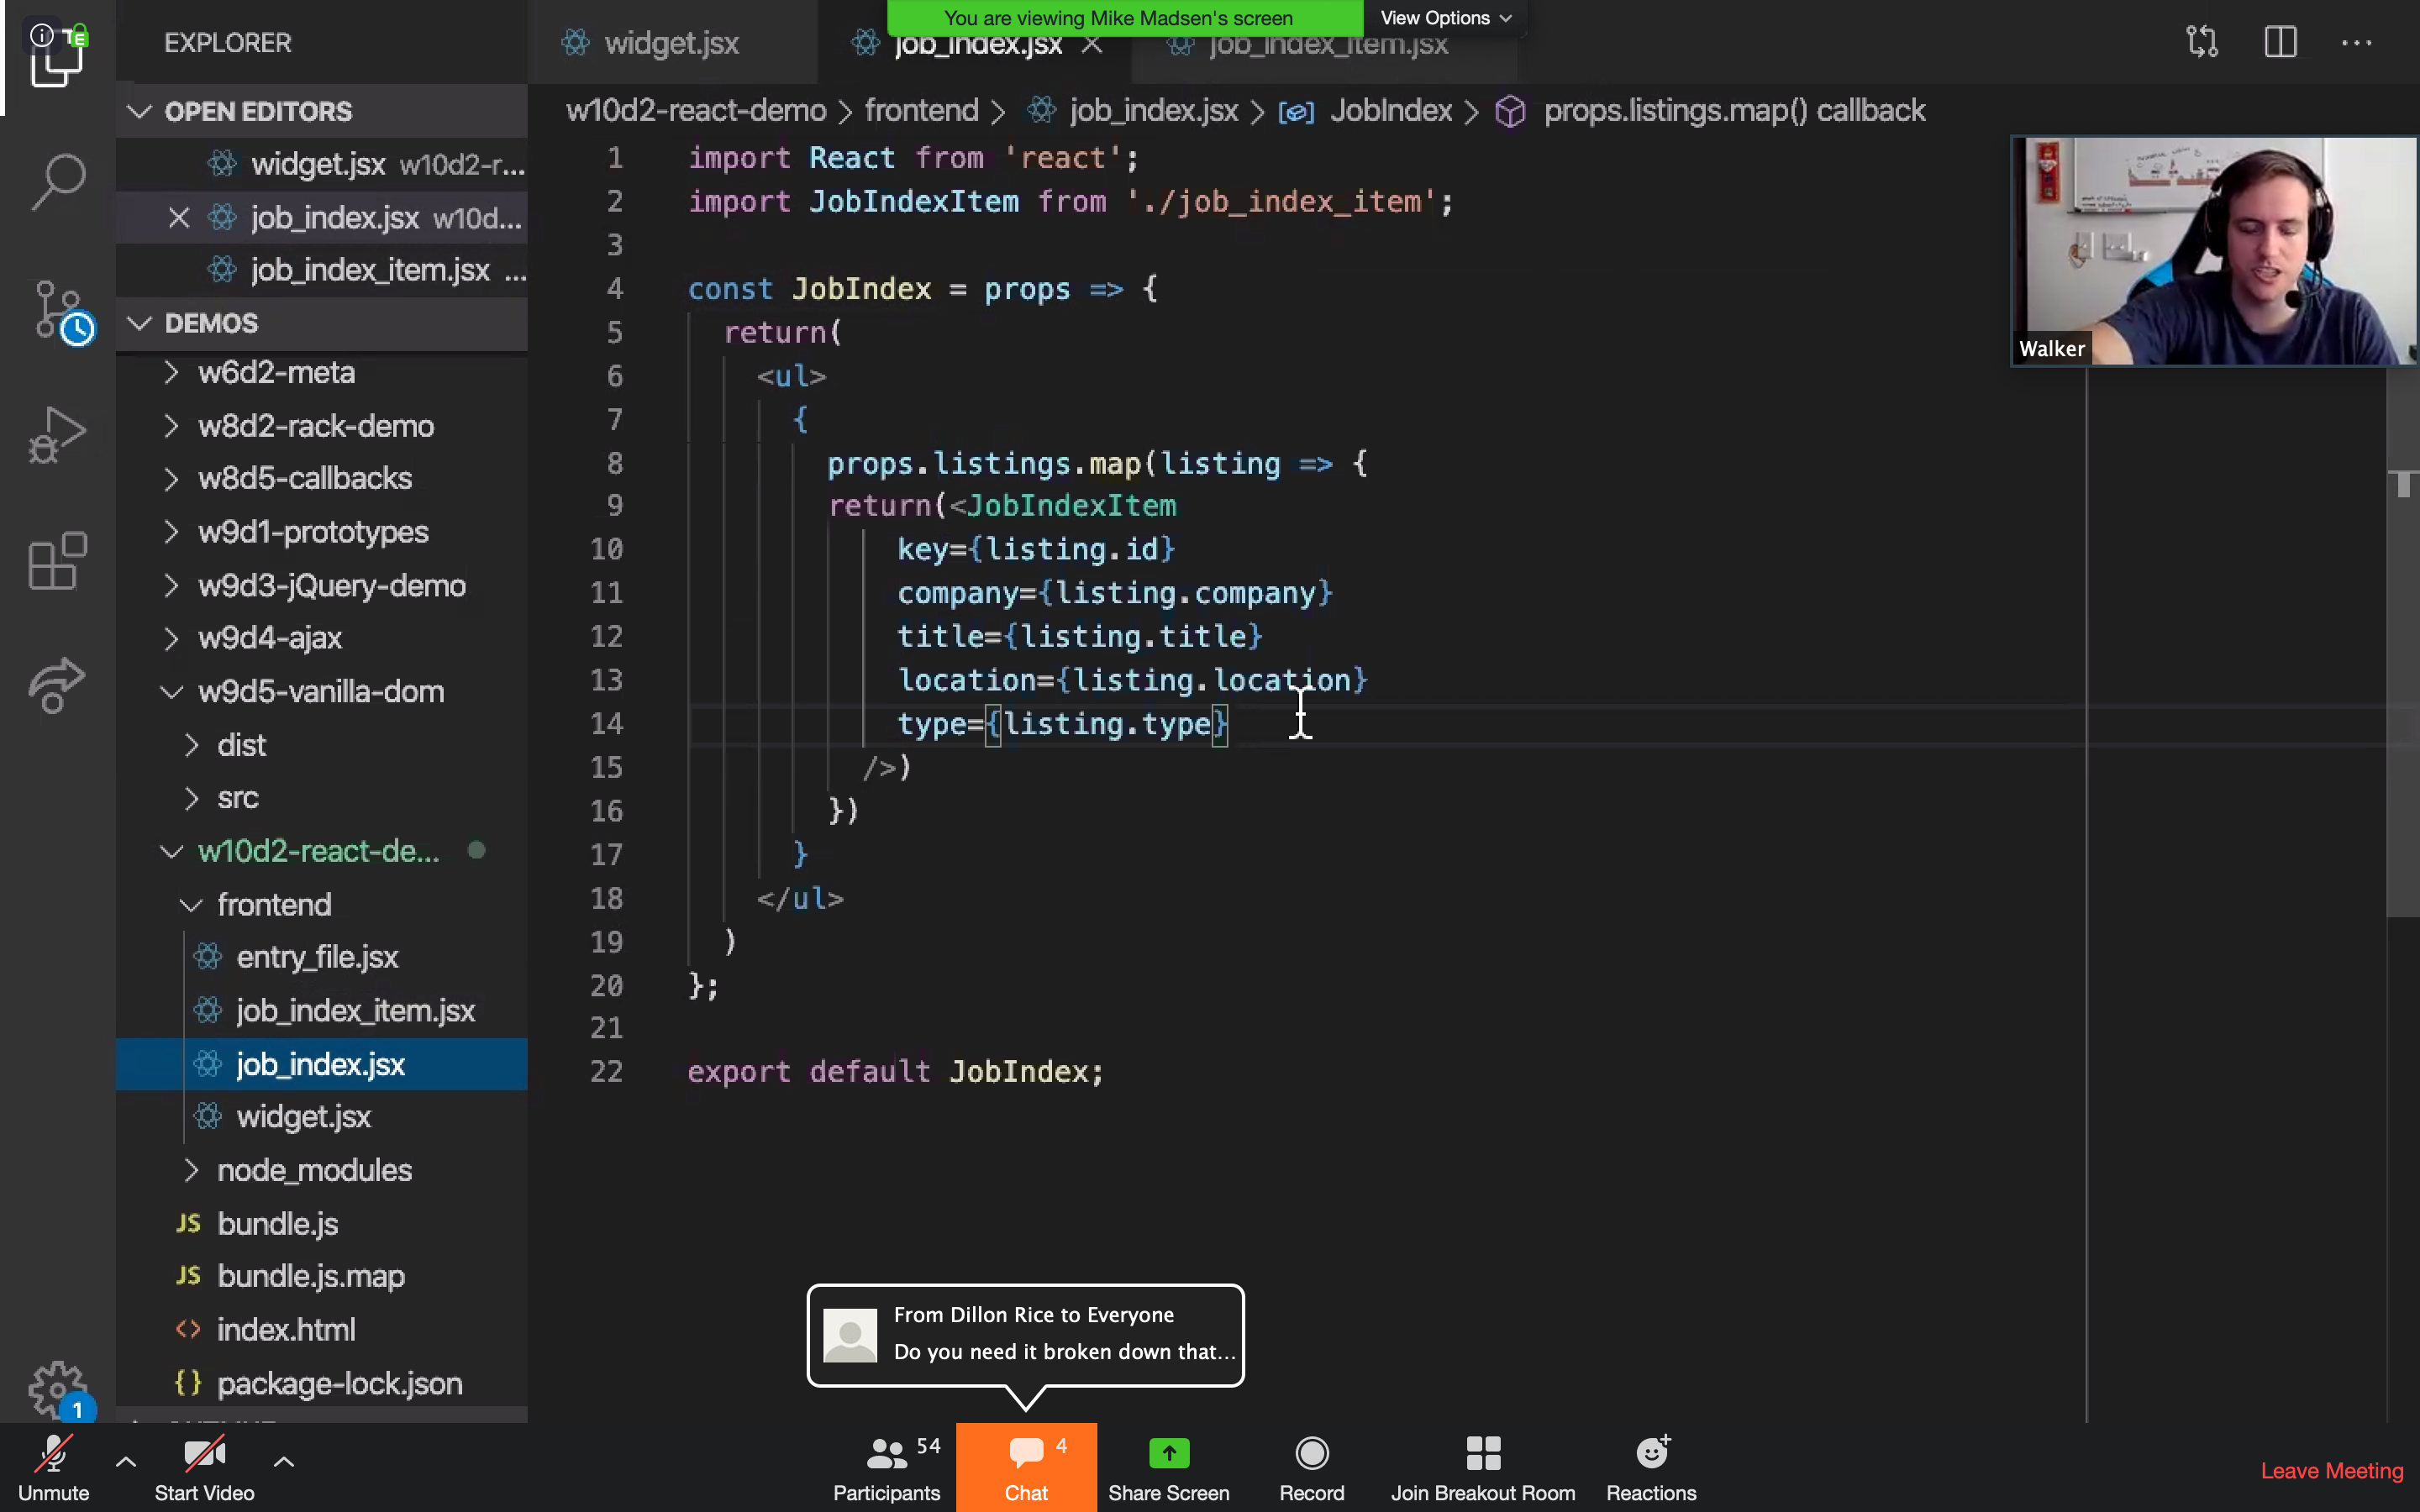 You are viewing Mike Madsen's screen
View Options
EXPLORER
widget.jsx
job_index.jsx
job_index_item.jsx
OPEN EDITORS
widget.jsx w10d2-r...
job_index.jsx w10d...
job_index_item.jsx ...
DEMOS
w6d2-meta
w8d2-rack-demo
w8d5-callbacks
w9d1-prototypes
w9d3-jQuery-demo
w9d4-ajax
w9d5-vanilla-dom
dist
src
w10d2-react-de...
frontend
entry_file.jsx
job_index_item.jsx
job_index.jsx
widget.jsx
node_modules
JS bundle.js
JS bundle.js.map
<> index.html
{} package-lock.json
1
w10d2-react-demo > frontend > job_index.jsx > JobIndex > props.listings.map() callback
1 import React from 'react';
2 import JobIndexItem from './job_index_item';
3
4 const JobIndex = props => {
5 return(
6 <ul>
7 {
8 props.listings.map(listing => {
9 return(<JobIndexItem
10 key={listing.id}
11 company={listing.company}
12 title={listing.title}
13 location={listing.location}
14 type={listing.type}
15 />)
16 })
17 }
18 </ul>
19 )
20 };
21
22 export default JobIndex;
Walker
From Dillon Rice to Everyone
Do you need it broken down that...
Unmute
Start Video
Participants 54
Chat 4
Share Screen
Record
Join Breakout Room
Reactions
Leave Meeting